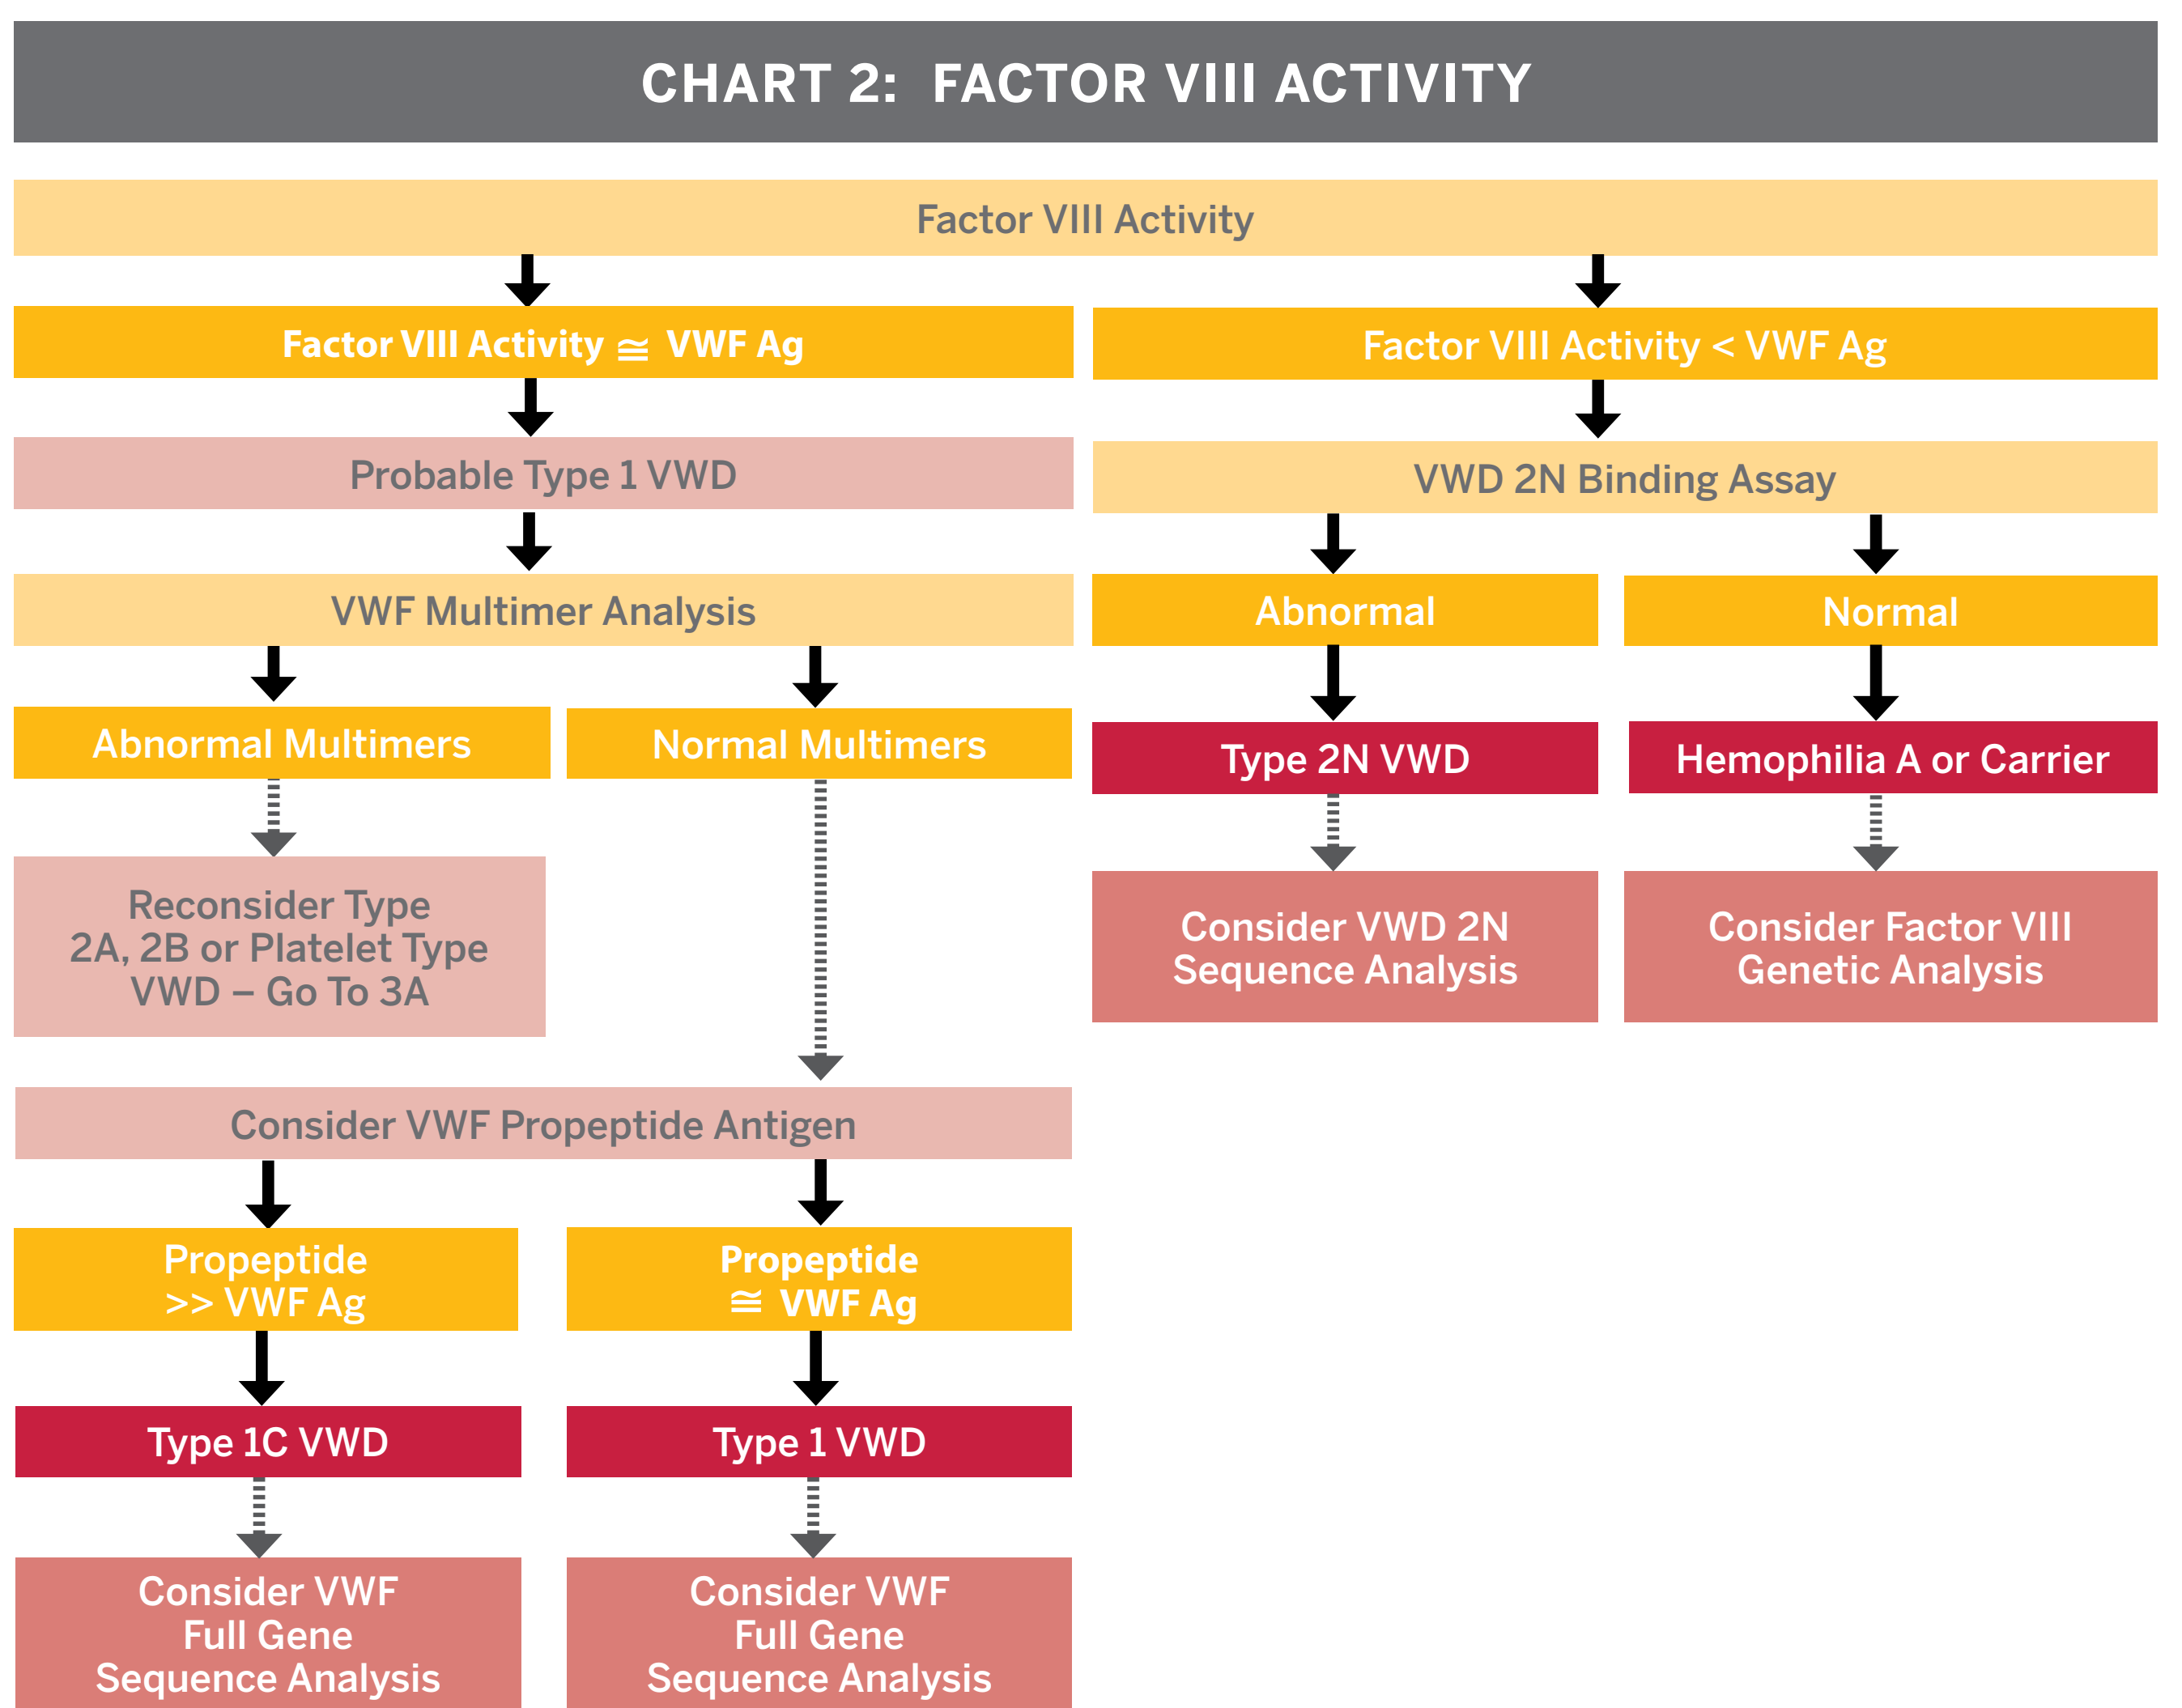 CHART 2: FACTOR VIII ACTIVITY
Factor VIII Activity
Factor VIII Activity ≅ VWF Ag
Factor VIII Activity < VWF Ag
Probable Type 1 VWD
VWD 2N Binding Assay
VWF Multimer Analysis
Abnormal
Normal
Abnormal Multimers
Normal Multimers
Type 2N VWD
Hemophilia A or Carrier
Reconsider Type
2A, 2B or Platelet Type
VWD – Go To 3A
Consider VWD 2N
Sequence Analysis
Consider Factor VIII
Genetic Analysis
Consider VWF Propeptide Antigen
Propeptide
>> VWF Ag
Propeptide
≅ VWF Ag
Type 1C VWD
Type 1 VWD
Consider VWF
Full Gene
Sequence Analysis
Consider VWF
Full Gene
Sequence Analysis